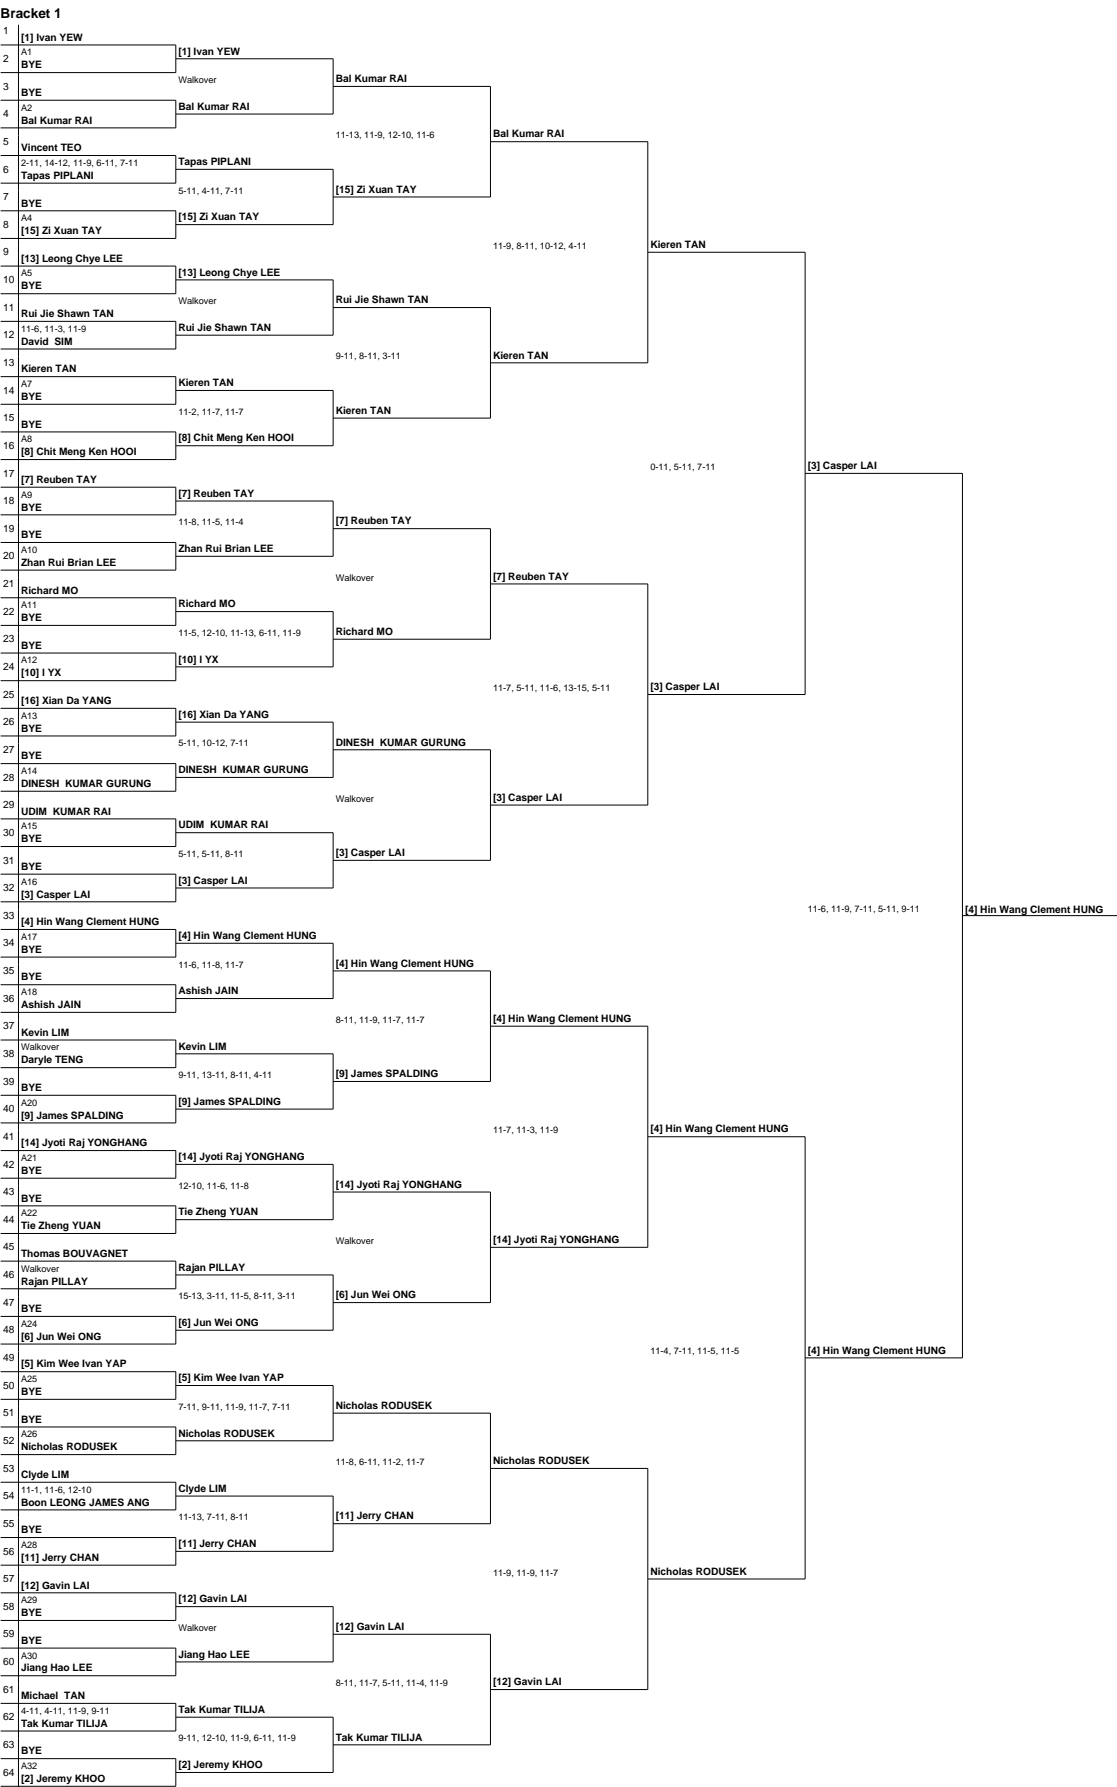 Bracket 1
1
[1] Ivan YEW
2
A1
BYE
[1] Ivan YEW
3
BYE
Walkover
Bal Kumar RAI
4
A2
Bal Kumar RAI
Bal Kumar RAI
5
Vincent TEO
11-13, 11-9, 12-10, 11-6
Bal Kumar RAI
6
2-11, 14-12, 11-9, 6-11, 7-11
Tapas PIPLANI
Tapas PIPLANI
7
BYE
5-11, 4-11, 7-11
[15] Zi Xuan TAY
8
A4
[15] Zi Xuan TAY
[15] Zi Xuan TAY
9
[13] Leong Chye LEE
11-9, 8-11, 10-12, 4-11
Kieren TAN
10
A5
BYE
[13] Leong Chye LEE
11
Rui Jie Shawn TAN
Walkover
Rui Jie Shawn TAN
12
11-6, 11-3, 11-9
David SIM
Rui Jie Shawn TAN
13
Kieren TAN
9-11, 8-11, 3-11
Kieren TAN
14
A7
BYE
Kieren TAN
15
BYE
11-2, 11-7, 11-7
Kieren TAN
16
A8
[8] Chit Meng Ken HOOI
[8] Chit Meng Ken HOOI
17
[7] Reuben TAY
0-11, 5-11, 7-11
[3] Casper LAI
18
A9
BYE
[7] Reuben TAY
19
BYE
11-8, 11-5, 11-4
[7] Reuben TAY
20
A10
Zhan Rui Brian LEE
Zhan Rui Brian LEE
21
Richard MO
Walkover
[7] Reuben TAY
22
A11
BYE
Richard MO
23
BYE
11-5, 12-10, 11-13, 6-11, 11-9
Richard MO
24
A12
[10] I YX
[10] I YX
25
[16] Xian Da YANG
11-7, 5-11, 11-6, 13-15, 5-11
[3] Casper LAI
26
A13
BYE
[16] Xian Da YANG
27
BYE
5-11, 10-12, 7-11
DINESH KUMAR GURUNG
28
A14
DINESH KUMAR GURUNG
DINESH KUMAR GURUNG
29
UDIM KUMAR RAI
Walkover
[3] Casper LAI
30
A15
BYE
UDIM KUMAR RAI
31
BYE
5-11, 5-11, 8-11
[3] Casper LAI
32
A16
[3] Casper LAI
[3] Casper LAI
33
[4] Hin Wang Clement HUNG
11-6, 11-9, 7-11, 5-11, 9-11
[4] Hin Wang Clement HUNG
34
A17
BYE
[4] Hin Wang Clement HUNG
35
BYE
11-6, 11-8, 11-7
[4] Hin Wang Clement HUNG
36
A18
Ashish JAIN
Ashish JAIN
37
Kevin LIM
8-11, 11-9, 11-7, 11-7
[4] Hin Wang Clement HUNG
38
Walkover
Daryle TENG
Kevin LIM
39
BYE
9-11, 13-11, 8-11, 4-11
[9] James SPALDING
40
A20
[9] James SPALDING
[9] James SPALDING
41
[14] Jyoti Raj YONGHANG
11-7, 11-3, 11-9
[4] Hin Wang Clement HUNG
42
A21
BYE
[14] Jyoti Raj YONGHANG
43
BYE
12-10, 11-6, 11-8
[14] Jyoti Raj YONGHANG
44
A22
Tie Zheng YUAN
Tie Zheng YUAN
45
Thomas BOUVAGNET
Walkover
[14] Jyoti Raj YONGHANG
46
Walkover
Rajan PILLAY
Rajan PILLAY
47
BYE
15-13, 3-11, 11-5, 8-11, 3-11
[6] Jun Wei ONG
48
A24
[6] Jun Wei ONG
[6] Jun Wei ONG
49
[5] Kim Wee Ivan YAP
11-4, 7-11, 11-5, 11-5
[4] Hin Wang Clement HUNG
50
A25
BYE
[5] Kim Wee Ivan YAP
51
BYE
7-11, 9-11, 11-9, 11-7, 7-11
Nicholas RODUSEK
52
A26
Nicholas RODUSEK
Nicholas RODUSEK
53
Clyde LIM
11-8, 6-11, 11-2, 11-7
Nicholas RODUSEK
54
11-1, 11-6, 12-10
Boon LEONG JAMES ANG
Clyde LIM
55
BYE
11-13, 7-11, 8-11
[11] Jerry CHAN
56
A28
[11] Jerry CHAN
[11] Jerry CHAN
57
[12] Gavin LAI
11-9, 11-9, 11-7
Nicholas RODUSEK
58
A29
BYE
[12] Gavin LAI
59
BYE
Walkover
[12] Gavin LAI
60
A30
Jiang Hao LEE
Jiang Hao LEE
61
Michael TAN
8-11, 11-7, 5-11, 11-4, 11-9
[12] Gavin LAI
62
4-11, 4-11, 11-9, 9-11
Tak Kumar TILIJA
Tak Kumar TILIJA
63
BYE
9-11, 12-10, 11-9, 6-11, 11-9
Tak Kumar TILIJA
64
A32
[2] Jeremy KHOO
[2] Jeremy KHOO